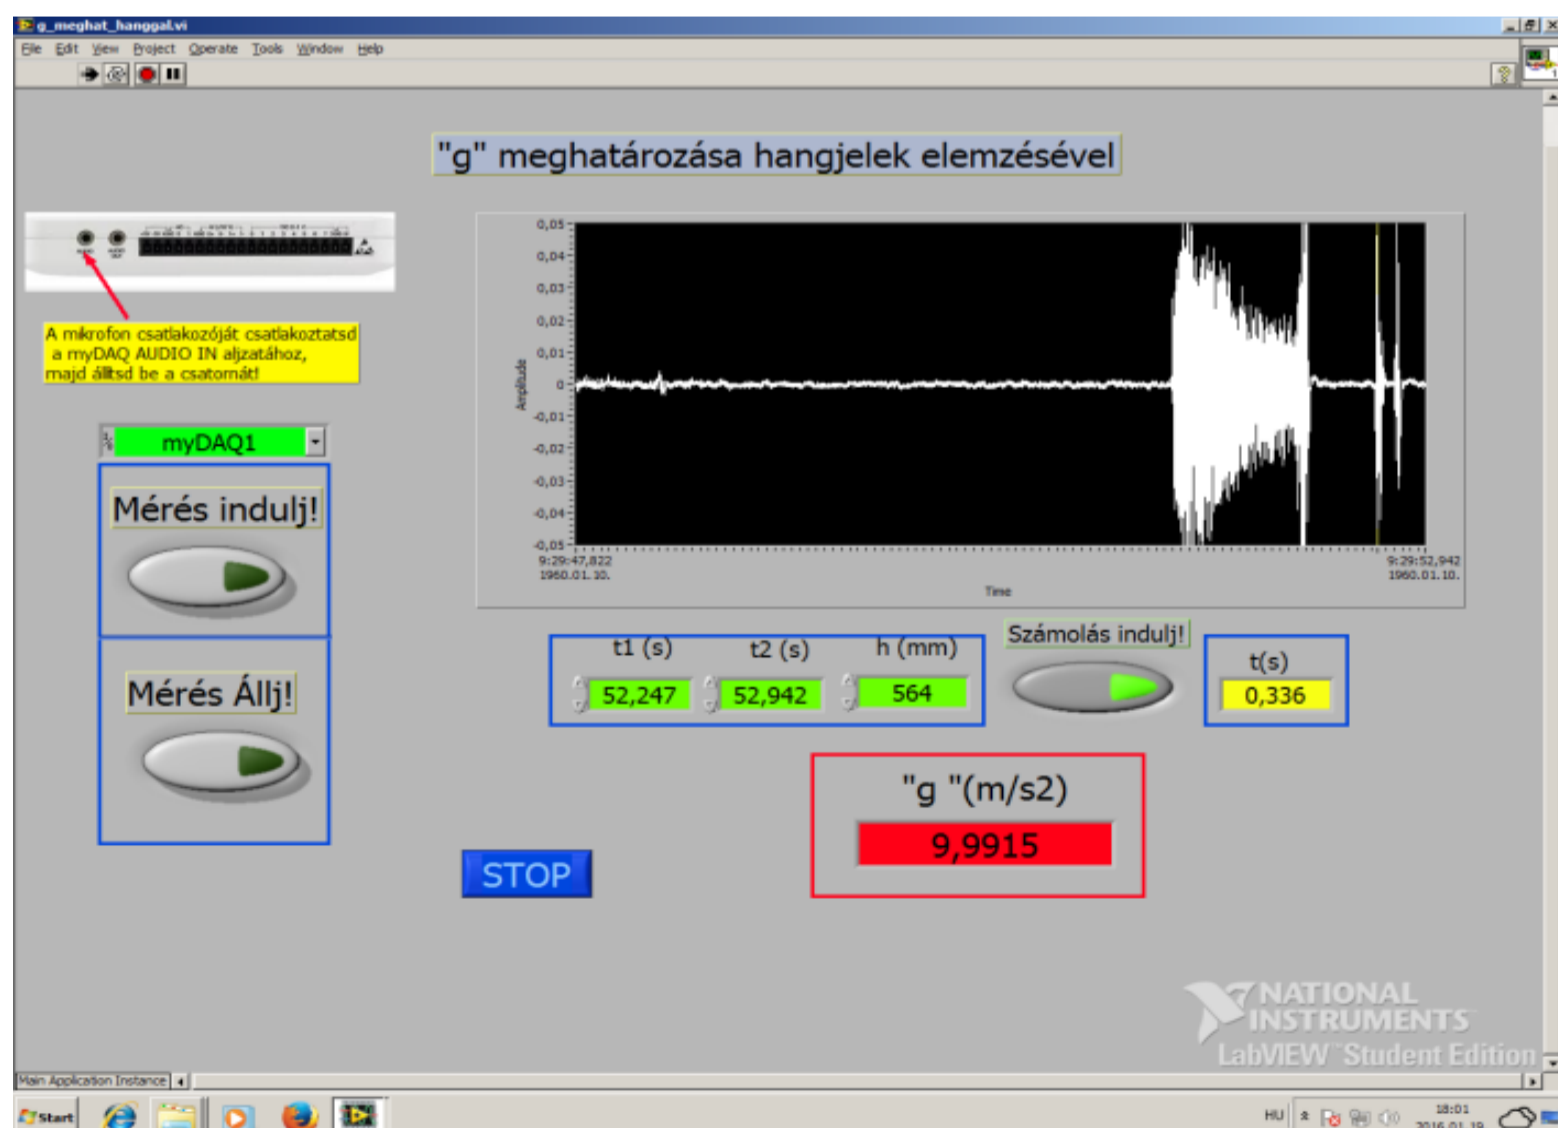 g_meghat_hanggal.vi
File Edit View Project Operate Tools Window Help
"g" meghatározása hangjelek elemzésével
A mikrofon csatlakozóját csatlakoztatsd
a myDAQ AUDIO IN aljzatához,
majd álltsd be a csatornát!
myDAQ1
Mérés indulj!
Mérés Állj!
Amplitude
0,05
0,04
0,03
0,02
0,01
0
-0,01
-0,02
-0,03
-0,04
-0,05
9:29:47,822
1960.01.10.
9:29:52,942
1960.01.10.
Time
t1 (s) t2 (s) h (mm)
52,247 52,942 564
Számolás indulj!
t(s)
0,336
"g "(m/s2)
9,9915
STOP
NATIONAL
INSTRUMENTS
LabVIEW Student Edition
Main Application Instance
Start
HU
18:01
2016.01.19